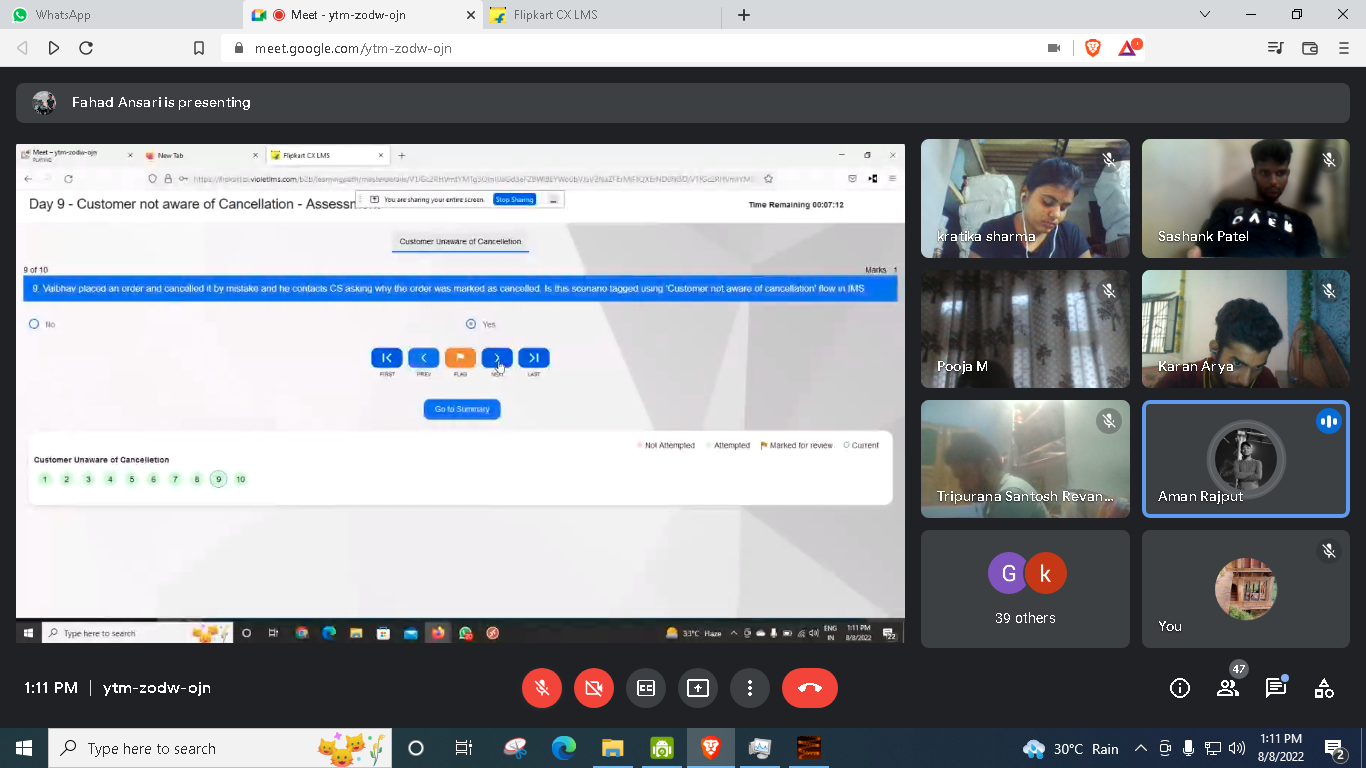 WhatsApp
Meet - ytm-zodw-ojn
Flipkart CX LMS
meet.google.com/ytm-zodw-ojn
Fahad Ansari is presenting
Meet – ytm-zodw-ojn
New Tab
Flipkart CX LMS
You are sharing your entire screen.
Stop Sharing
Day 9 - Customer not aware of Cancellation - Assessm
Time Remaining 00:07:12
Customer Unaware of Cancelletion
9 of 10
Marks 1
9. Vaibhav placed an order and cancelled it by mistake and he contacts CS asking why the order was marked as cancelled. Is this scenario tagged using 'Customer not aware of cancellation' flow in IMS
No
Yes
FIRST
PREV
FLAG
NEXT
LAST
Go to Summary
Not Attempted
Attempted
Marked for review
Current
Customer Unaware of Cancelletion
1 2 3 4 5 6 7 8 9 10
Type here to search
33°C Haze
ENG
IN
1:11 PM
8/8/2022
22
kratika sharma
Sashank Patel
Pooja M
Karan Arya
Tripurana Santosh Revan...
Aman Rajput
G
k
39 others
You
1:11 PM
ytm-zodw-ojn
47
Type here to search
30°C Rain
1:11 PM
8/8/2022
2